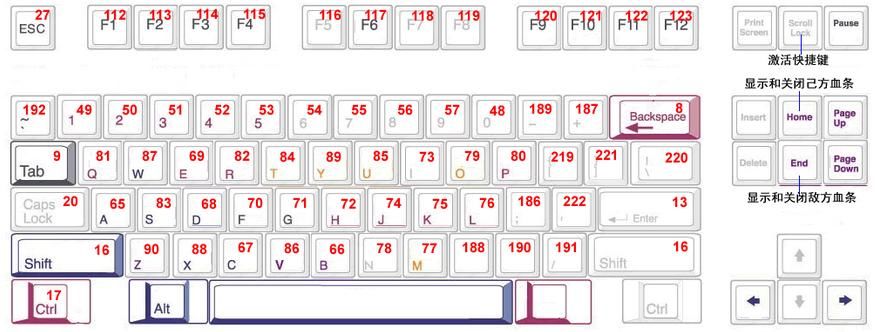 27 112 113 114 115 116 117 118 119 120 121 122 123
ESC F1 F2 F3 F4 F5 F6 F7 F8 F9 F10 F11 F12 Print Screen Scroll Lock Pause
激活快捷键
显示和关闭己方血条
192 49 50 51 52 53 54 55 56 57 48 189 187 8
~ ` 1 2 3 4 5 6 7 8 9 0 - + Backspace Insert Home Page Up
9 81 87 69 82 84 89 85 73 79 80 219 221 220
Tab Q W E R T Y U I O P [ ] \ Delete End Page Down
显示和关闭敌方血条
20 65 83 68 70 71 72 74 75 76 186 222 13
Caps Lock A S D F G H J K L ; ' Enter
16 90 88 67 86 66 78 77 188 190 191 16
Shift Z X C V B N M , . / Shift
17
Ctrl Alt Ctrl